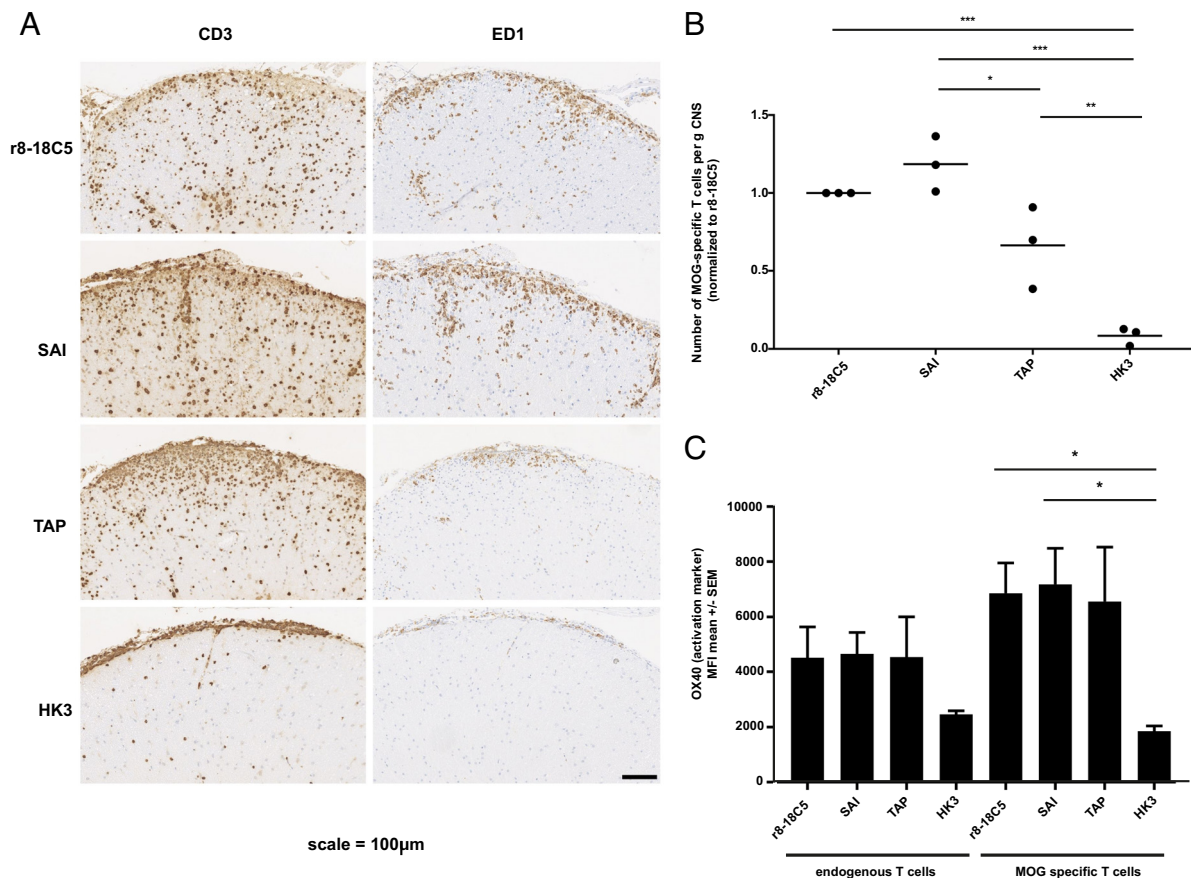 A
CD3
ED1
r8-18C5
SAI
TAP
HK3
scale = 100µm
B
Number of MOG-specific T cells per g CNS
(normalized to r8-18C5)
***
***
*
**
1.5
1.0
0.5
0.0
r8-18C5
SAI
TAP
HK3
C
OX40 (activation marker)
MFI mean +/- SEM
*
*
10000
8000
6000
4000
2000
0
r8-18C5
SAI
TAP
HK3
r8-18C5
SAI
TAP
HK3
endogenous T cells
MOG specific T cells